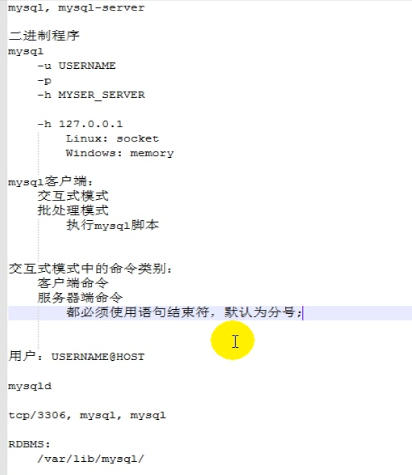 mysql, mysql-server
二进制程序
mysql
-u USERNAME
-p
-h MYSER_SERVER
-h 127.0.0.1
Linux: socket
Windows: memory
mysql客户端:
交互式模式
批处理模式
执行mysql脚本
交互式模式中的命令类别:
客户端命令
服务器端命令
都必须使用语句结束符，默认为分号;
用户: USERNAME@HOST
mysqld
tcp/3306, mysql, mysql
RDBMS:
/var/lib/mysql/